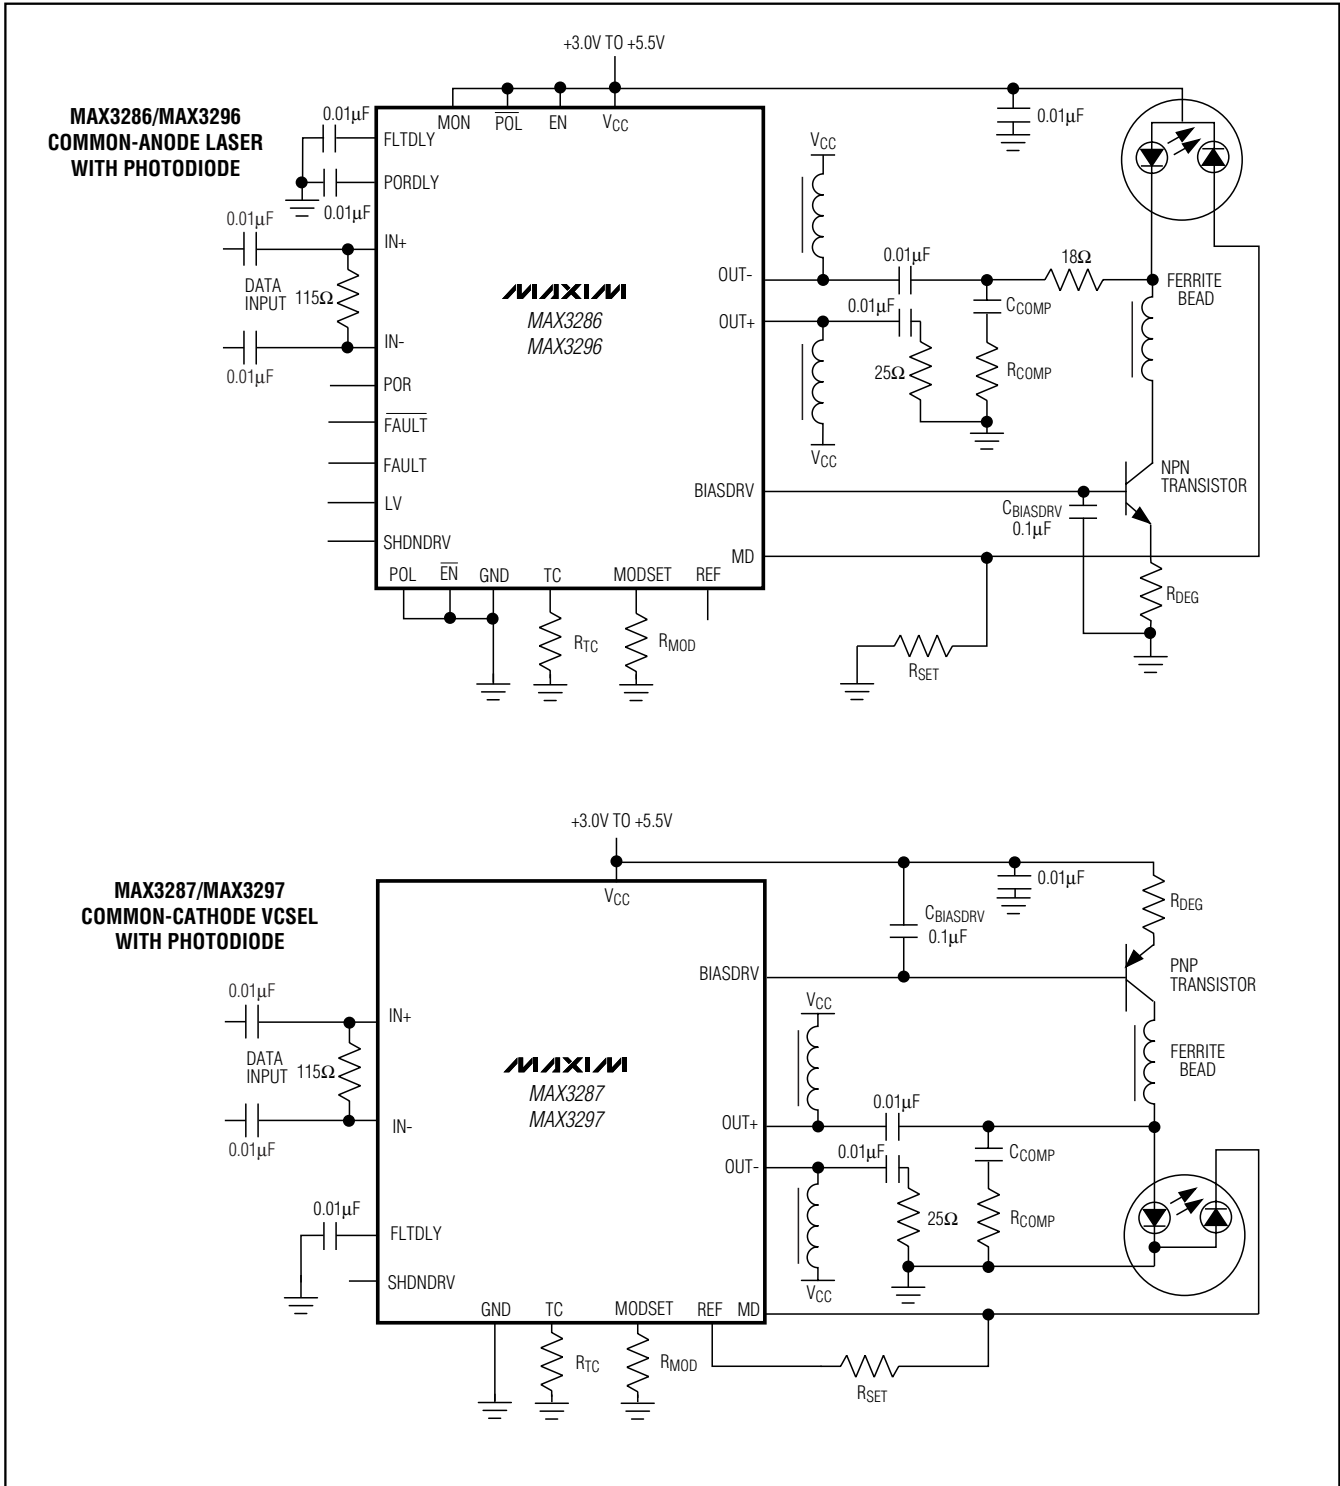 +3.0V TO +5.5V
MAX3286/MAX3296
COMMON-ANODE LASER
WITH PHOTODIODE
0.01µF
0.01µF
MON
POL
EN
VCC
FLTDLY
PORDLY
0.01µF
0.01µF
VCC
IN+
DATA
INPUT
115Ω
IN-
0.01µF
MAXIM
MAX3286
MAX3296
OUT-
OUT+
0.01µF
0.01µF
18Ω
FERRITE
BEAD
CCOMP
25Ω
RCOMP
VCC
POR
FAULT
FAULT
LV
SHDNDRV
BIASDRV
NPN
TRANSISTOR
CBIASDRV
0.1µF
MD
POL
EN
GND
TC
MODSET
REF
RDEG
RTC
RMOD
RSET
+3.0V TO +5.5V
MAX3287/MAX3297
COMMON-CATHODE VCSEL
WITH PHOTODIODE
VCC
0.01µF
RDEG
CBIASDRV
0.1µF
BIASDRV
PNP
TRANSISTOR
0.01µF
IN+
VCC
DATA
INPUT
115Ω
MAXIM
MAX3287
MAX3297
FERRITE
BEAD
0.01µF
IN-
OUT+
0.01µF
OUT-
0.01µF
CCOMP
25Ω
RCOMP
0.01µF
FLTDLY
SHDNDRV
VCC
GND
TC
MODSET
REF
MD
RTC
RMOD
RSET